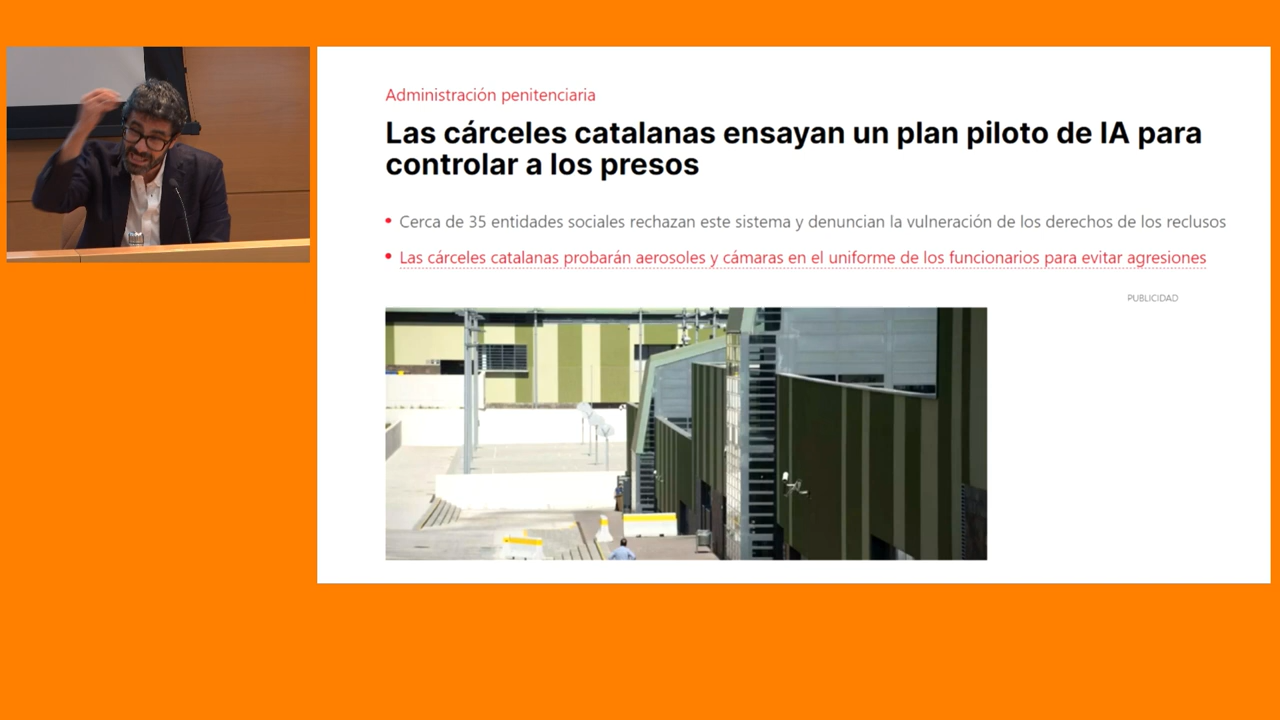 Administración penitenciaria
Las cárceles catalanas ensayan un plan piloto de IA para
controlar a los presos
Cerca de 35 entidades sociales rechazan este sistema y denuncian la vulneración de los derechos de los reclusos
Las cárceles catalanas probarán aerosoles y cámaras en el uniforme de los funcionarios para evitar agresiones
PUBLICIDAD